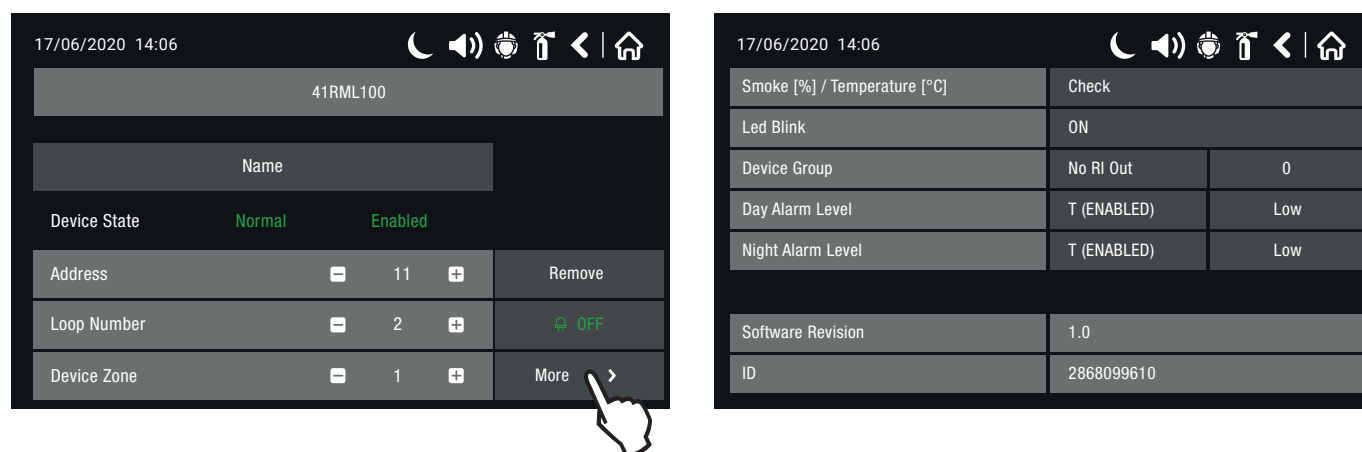 17/06/2020 14:06
41RML100
Name
Device State Normal Enabled
Address 11 Remove
Loop Number 2 OFF
Device Zone 1 More
17/06/2020 14:06
Smoke [%] / Temperature [°C] Check
Led Blink ON
Device Group No RI Out 0
Day Alarm Level T (ENABLED) Low
Night Alarm Level T (ENABLED) Low
Software Revision 1.0
ID 2868099610